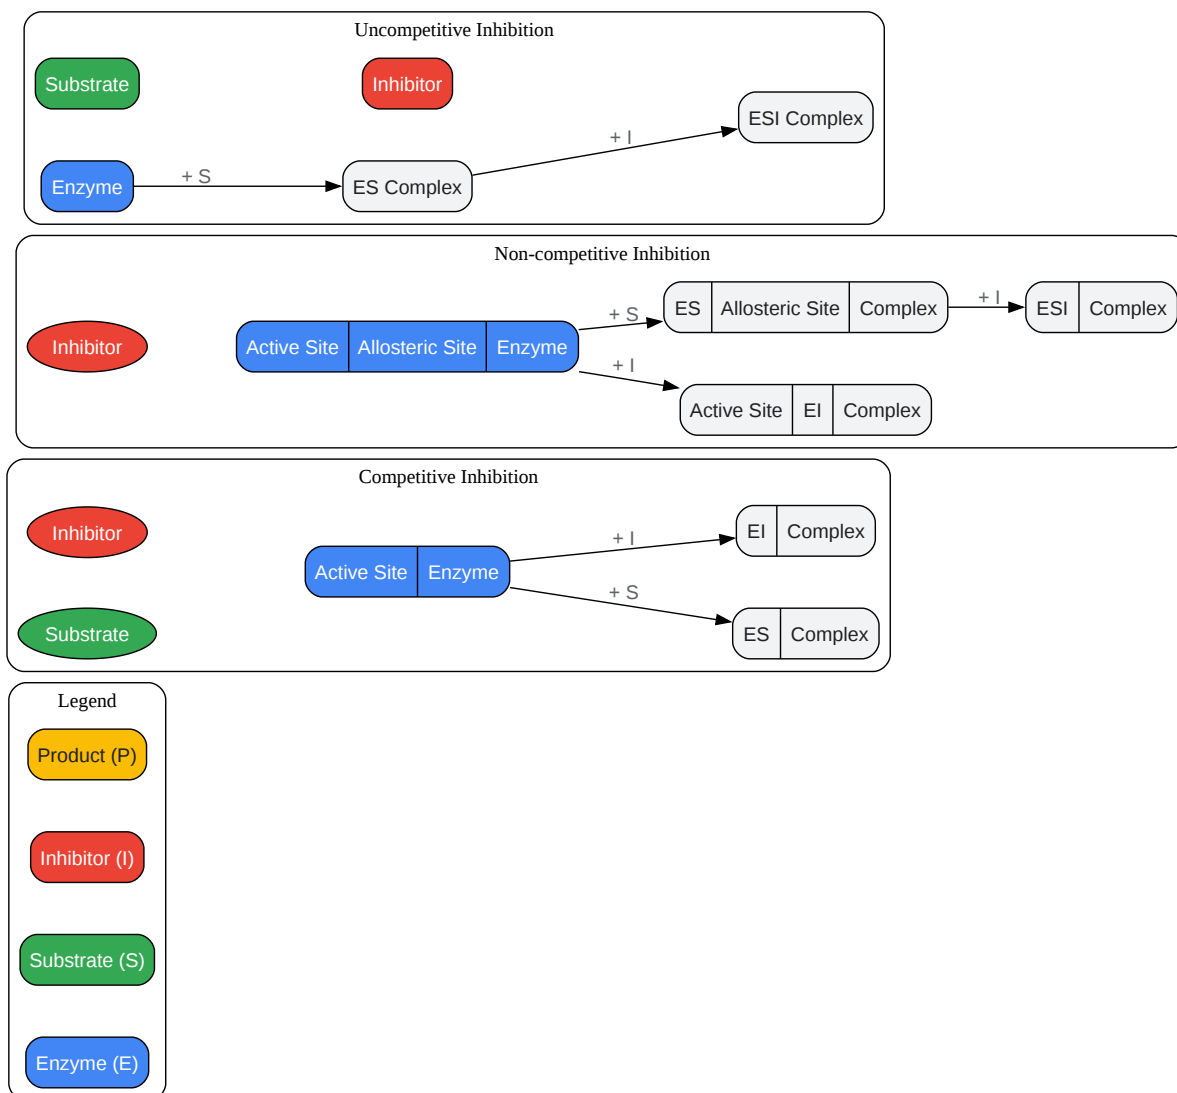 Uncompetitive Inhibition
Substrate
Inhibitor
ESI Complex
+ I
Enzyme
+ S
ES Complex
Non-competitive Inhibition
Inhibitor
Active Site
Allosteric Site
Enzyme
+ S
ES
Allosteric Site
Complex
+ I
ESI
Complex
+ I
Active Site
EI
Complex
Competitive Inhibition
Inhibitor
Substrate
Active Site
Enzyme
+ I
EI
Complex
+ S
ES
Complex
Legend
Product (P)
Inhibitor (I)
Substrate (S)
Enzyme (E)